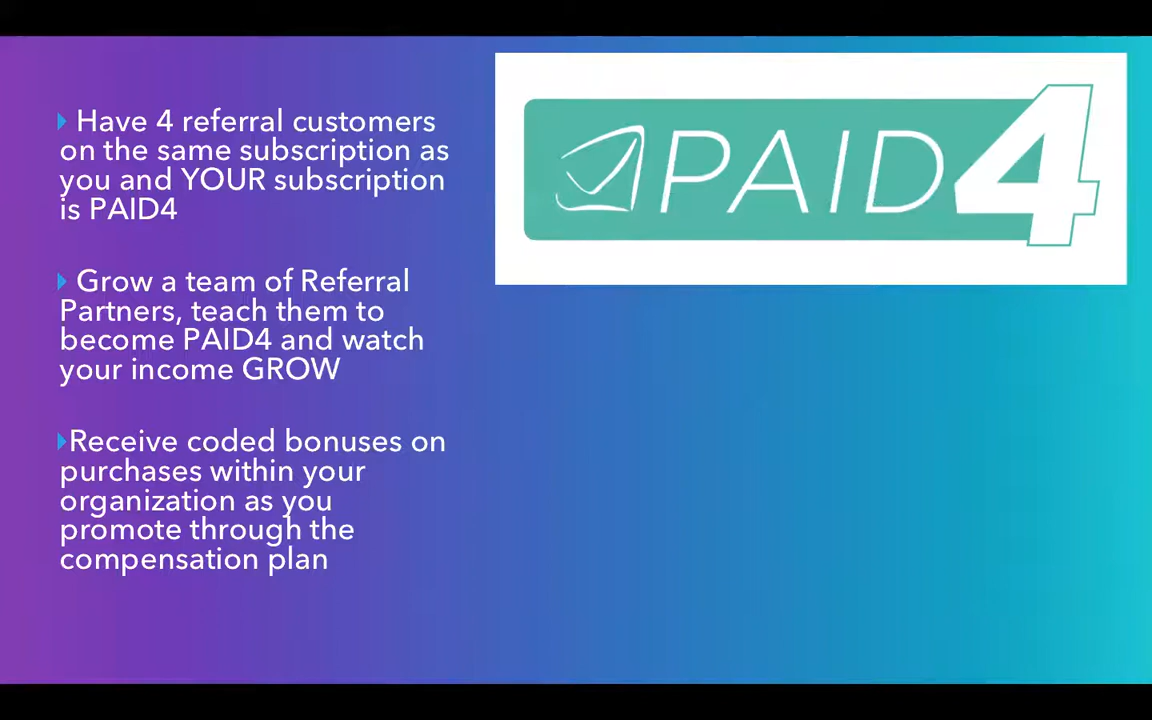 Have 4 referral customers
on the same subscription as
you and YOUR subscription
is PAID4
Grow a team of Referral
Partners, teach them to
become PAID4 and watch
your income GROW
Receive coded bonuses on
purchases within your
organization as you
promote through the
compensation plan
PAID4